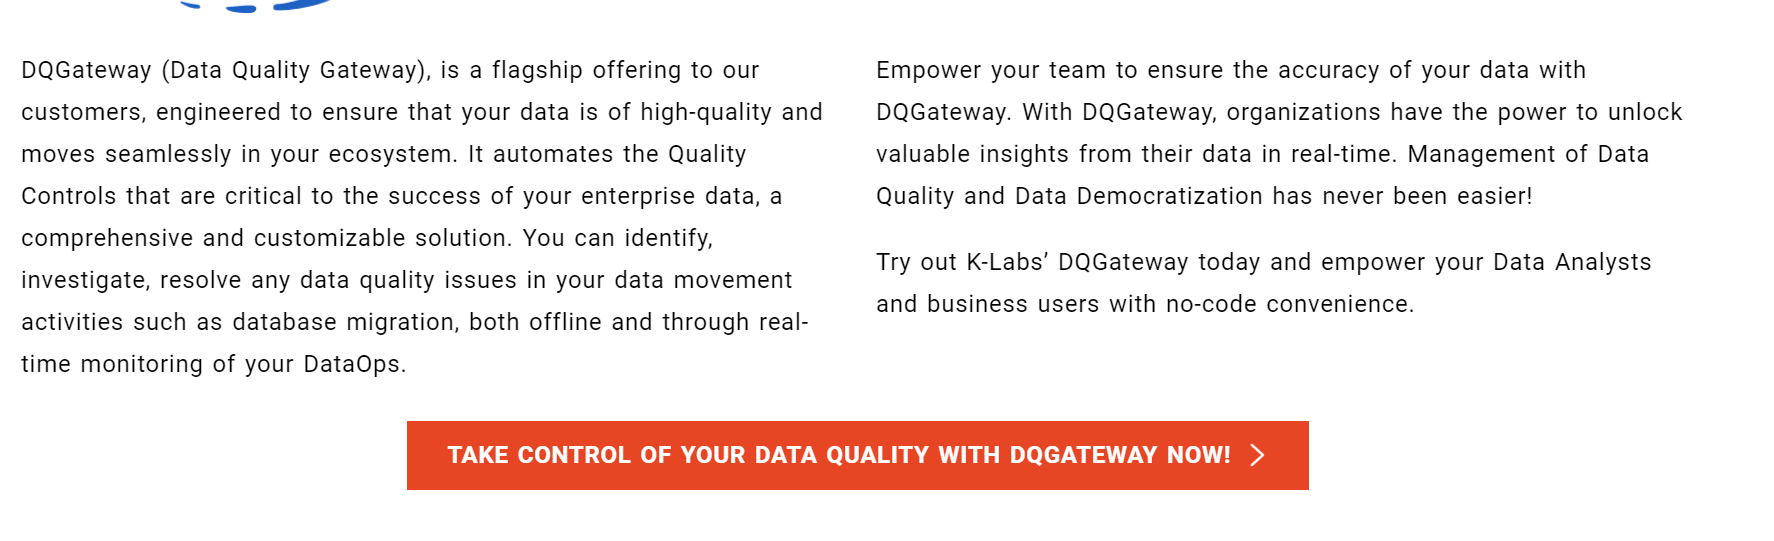 DQGateway (Data Quality Gateway), is a flagship offering to our
customers, engineered to ensure that your data is of high-quality and
moves seamlessly in your ecosystem. It automates the Quality
Controls that are critical to the success of your enterprise data, a
comprehensive and customizable solution. You can identify,
investigate, resolve any data quality issues in your data movement
activities such as database migration, both offline and through real-
time monitoring of your DataOps.
Empower your team to ensure the accuracy of your data with
DQGateway. With DQGateway, organizations have the power to unlock
valuable insights from their data in real-time. Management of Data
Quality and Data Democratization has never been easier!
Try out K-Labs’ DQGateway today and empower your Data Analysts
and business users with no-code convenience.
TAKE CONTROL OF YOUR DATA QUALITY WITH DQGATEWAY NOW!